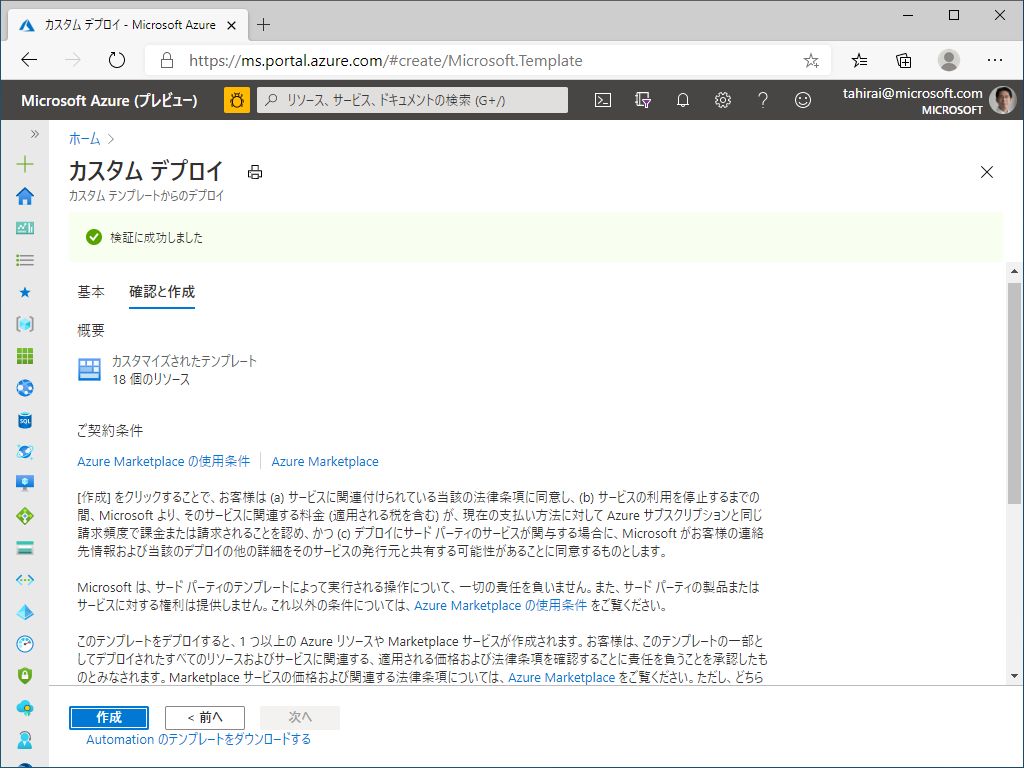 カスタム デプロイ - Microsoft Azure
https://ms.portal.azure.com/#create/Microsoft.Template
Microsoft Azure (プレビュー)
リソース、サービス、ドキュメントの検索 (G+/)
tahirai@microsoft.com
MICROSOFT
ホーム
カスタム デプロイ
カスタム テンプレートからのデプロイ
検証に成功しました
基本
確認と作成
概要
カスタマイズされたテンプレート
18 個のリソース
ご契約条件
Azure Marketplace の使用条件
Azure Marketplace
[作成] をクリックすることで、お客様は (a) サービスに関連付けられている当該の法律条項に同意し、(b) サービスの利用を停止するまでの
間、Microsoft より、そのサービスに関連する料金 (適用される税を含む) が、現在の支払い方法に対して Azure サブスクリプションと同じ
請求頻度で課金または請求されることを認め、かつ (c) デプロイにサード パーティのサービスが関与する場合に、Microsoft がお客様の連絡
先情報および当該のデプロイの他の詳細をそのサービスの発行元と共有する可能性があることに同意するものとします。
Microsoft は、サード パーティのテンプレートによって実行される操作について、一切の責任を負いません。また、サード パーティの製品または
サービスに対する権利は提供しません。これ以外の条件については、Azure Marketplace の使用条件 をご覧ください。
このテンプレートをデプロイすると、1 つ以上の Azure リソースや Marketplace サービスが作成されます。お客様は、このテンプレートの一部と
してデプロイされたすべてのリソースおよびサービスに関連する、適用される価格および法律条項を確認することに責任を負うことを承認したも
のとみなされます。Marketplace サービスの価格および関連する法律条項については、Azure Marketplace をご覧ください。ただし、どちら
SQL
作成
< 前へ
次へ
Automation のテンプレートをダウンロードする